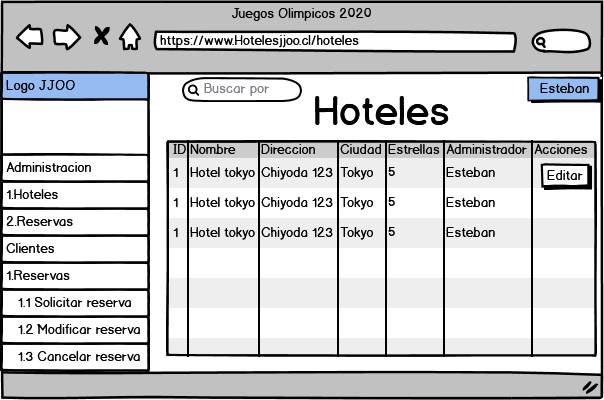 Juegos Olimpicos 2020
https://www.Hotelesjjoo.cl/hoteles
Logo JJOO
Buscar por
Esteban
Hoteles
ID Nombre Direccion Ciudad Estrellas Administrador Acciones
1 Hotel tokyo Chiyoda 123 Tokyo 5 Esteban Editar
1 Hotel tokyo Chiyoda 123 Tokyo 5 Esteban
1 Hotel tokyo Chiyoda 123 Tokyo 5 Esteban
Administracion
1.Hoteles
2.Reservas
Clientes
1.Reservas
1.1 Solicitar reserva
1.2 Modificar reserva
1.3 Cancelar reserva